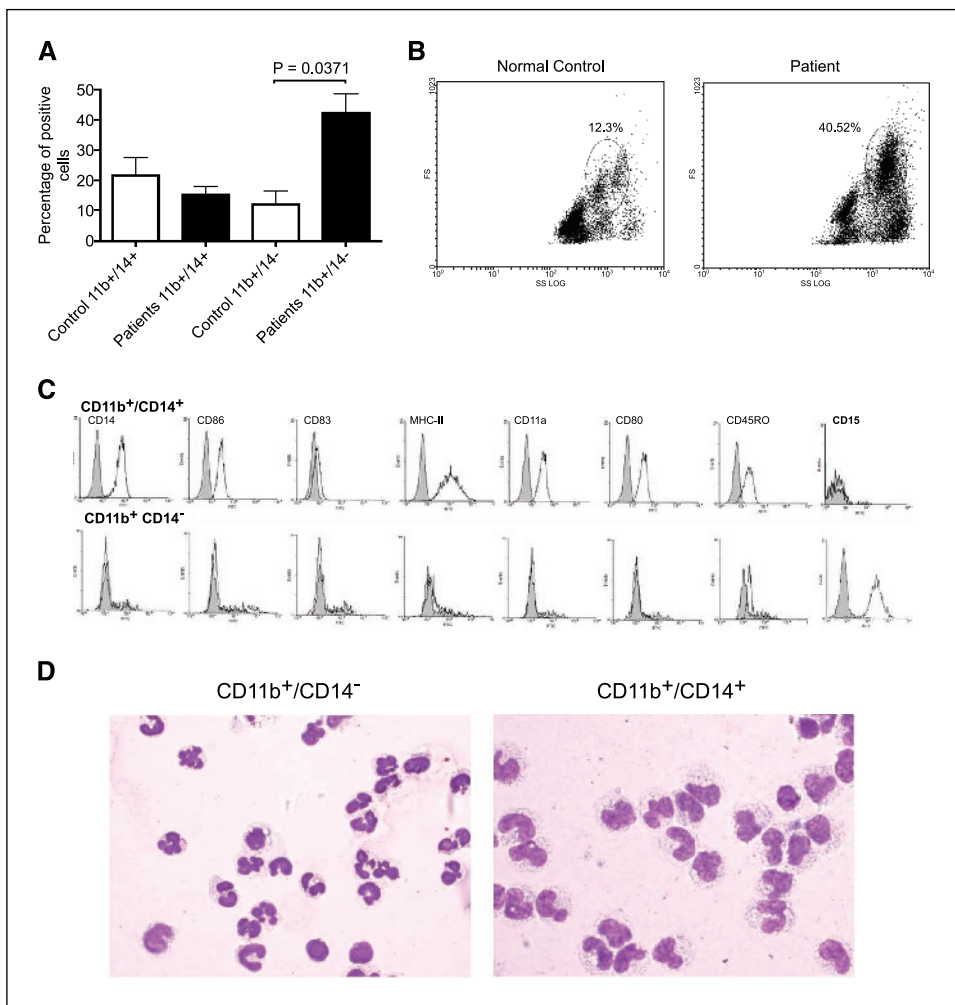 A
P = 0.0371
Percentage of positive
cells
50
40
30
20
10
0
Control 11b+/14+
Patients 11b+/14+
Control 11b+/14-
Patients 11b+/14-
B
Normal Control
1023
12.3%
FS
0
10⁰ 10¹ 10² 10³ 10⁴
SS LOG
Patient
1023
40.52%
FS
0
10⁰ 10¹ 10² 10³ 10⁴
SS LOG
C
CD11b⁺/CD14⁺
CD14 CD86 CD83 MHC-II CD11a CD80 CD45RO CD15
CD11b⁺ CD14⁻
D
CD11b⁺/CD14⁻
CD11b⁺/CD14⁺